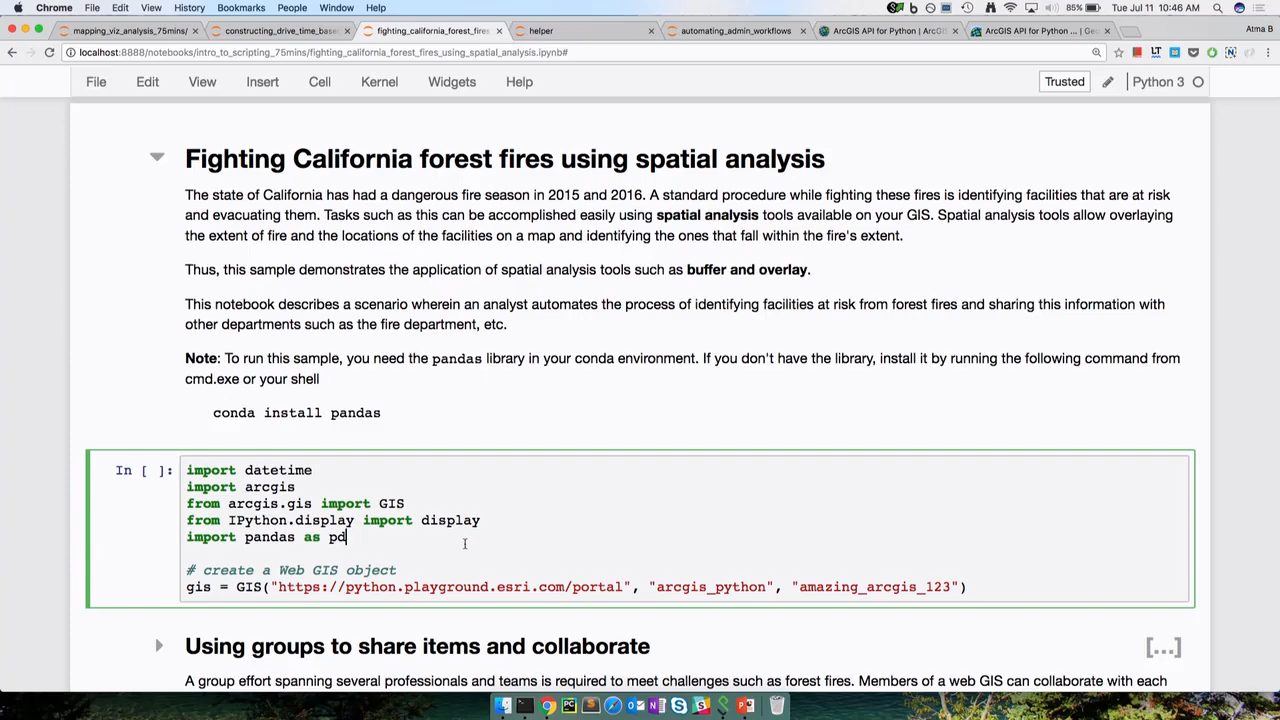 Chrome File Edit View History Bookmarks People Window Help 85% Tue Jul 11 10:46 AM
mapping_viz_analysis_75mins/ constructing_drive_time_base fighting_california_forest_fires helper automating_admin_workflows ArcGIS API for Python | ArcGIS ArcGIS API for Python ... | Geo Atma B
localhost:8888/notebooks/intro_to_scripting_75mins/fighting_california_forest_fires_using_spatial_analysis.ipynb#
File Edit View Insert Cell Kernel Widgets Help Trusted Python 3
Fighting California forest fires using spatial analysis
The state of California has had a dangerous fire season in 2015 and 2016. A standard procedure while fighting these fires is identifying facilities that are at risk
and evacuating them. Tasks such as this can be accomplished easily using spatial analysis tools available on your GIS. Spatial analysis tools allow overlaying
the extent of fire and the locations of the facilities on a map and identifying the ones that fall within the fire's extent.
Thus, this sample demonstrates the application of spatial analysis tools such as buffer and overlay.
This notebook describes a scenario wherein an analyst automates the process of identifying facilities at risk from forest fires and sharing this information with
other departments such as the fire department, etc.
Note: To run this sample, you need the pandas library in your conda environment. If you don't have the library, install it by running the following command from
cmd.exe or your shell
conda install pandas
In [ ]:
import datetime
import arcgis
from arcgis.gis import GIS
from IPython.display import display
import pandas as pd
# create a Web GIS object
gis = GIS("https://python.playground.esri.com/portal", "arcgis_python", "amazing_arcgis_123")
Using groups to share items and collaborate
[...]
A group effort spanning several professionals and teams is required to meet challenges such as forest fires. Members of a web GIS can collaborate with each